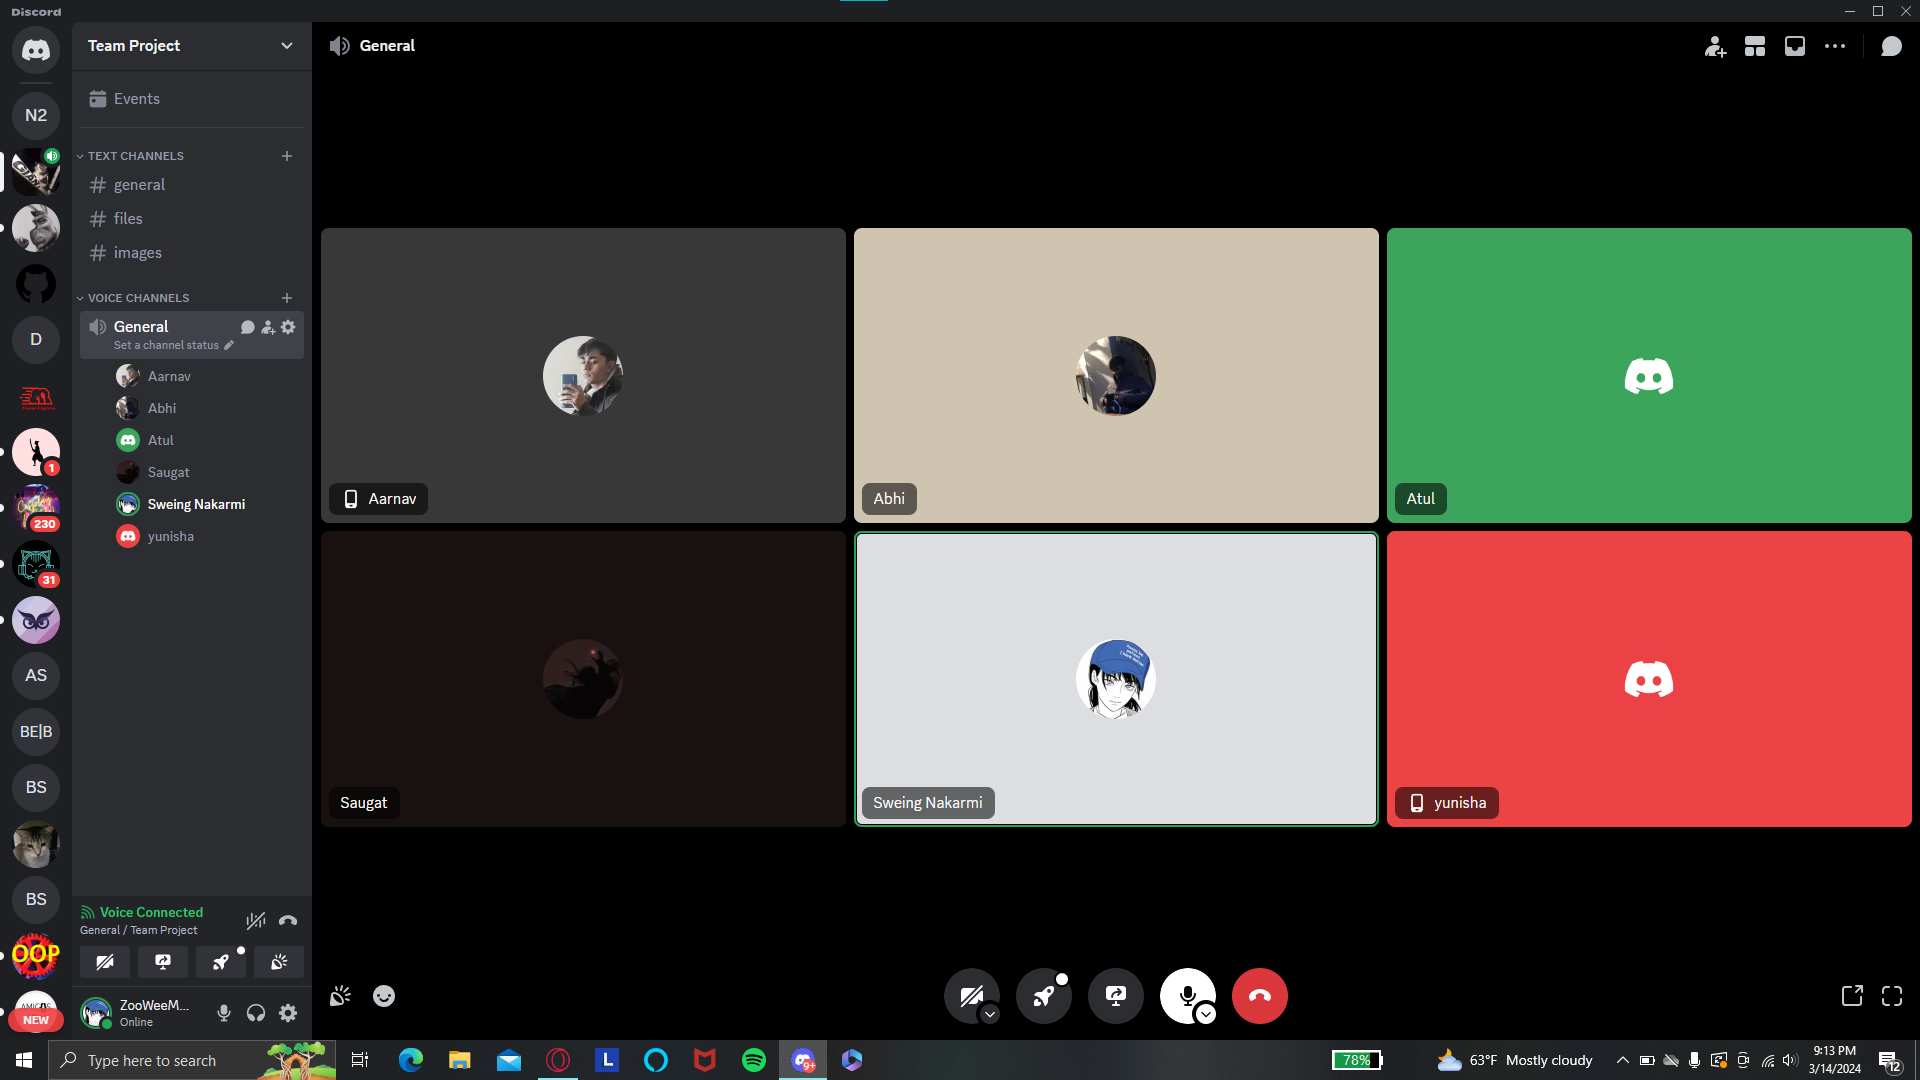 Discord
Team Project
General
Events
N2
TEXT CHANNELS
general
files
images
VOICE CHANNELS
General
Set a channel status
D
Aarnav
Abhi
Atul
Saugat
Sweing Nakarmi
yunisha
1
230
31
AS
BE|B
BS
BS
OOP
NEW
Aarnav
Abhi
Atul
Saugat
Sweing Nakarmi
yunisha
Voice Connected
General / Team Project
ZooWeeM...
Online
Type here to search
L
9+
78%
63°F Mostly cloudy
9:13 PM
3/14/2024
12